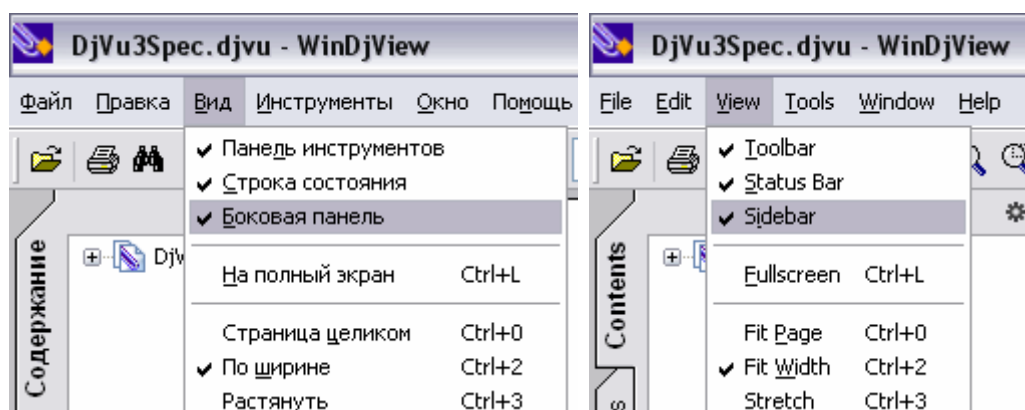 DjVu3Spec.djvu - WinDjView
Файл Правка Вид Инструменты Окно Помощь
Панель инструментов
Строка состояния
Боковая панель
На полный экран Ctrl+L
Страница целиком Ctrl+0
По ширине Ctrl+2
Растянуть Ctrl+3
Содержание
DjV
DjVu3Spec.djvu - WinDjView
File Edit View Tools Window Help
Toolbar
Status Bar
Sidebar
Fullscreen Ctrl+L
Fit Page Ctrl+0
Fit Width Ctrl+2
Stretch Ctrl+3
Contents